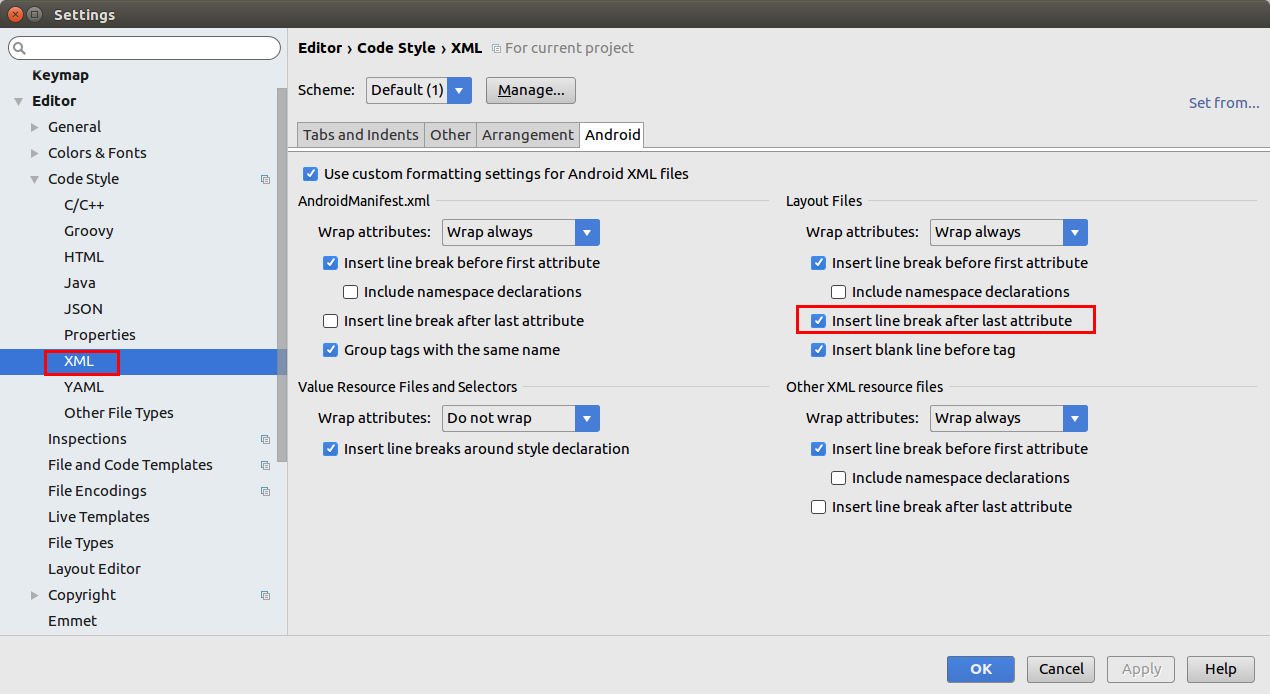 Settings
Keymap
Editor
General
Colors & Fonts
Code Style
C/C++
Groovy
HTML
Java
JSON
Properties
XML
YAML
Other File Types
Inspections
File and Code Templates
File Encodings
Live Templates
File Types
Layout Editor
Copyright
Emmet
Editor › Code Style › XML For current project
Scheme: Default (1) Manage...
Set from...
Tabs and Indents Other Arrangement Android
Use custom formatting settings for Android XML files
AndroidManifest.xml
Wrap attributes: Wrap always
Insert line break before first attribute
Include namespace declarations
Insert line break after last attribute
Group tags with the same name
Layout Files
Wrap attributes: Wrap always
Insert line break before first attribute
Include namespace declarations
Insert line break after last attribute
Insert blank line before tag
Value Resource Files and Selectors
Wrap attributes: Do not wrap
Insert line breaks around style declaration
Other XML resource files
Wrap attributes: Wrap always
Insert line break before first attribute
Include namespace declarations
Insert line break after last attribute
OK Cancel Apply Help